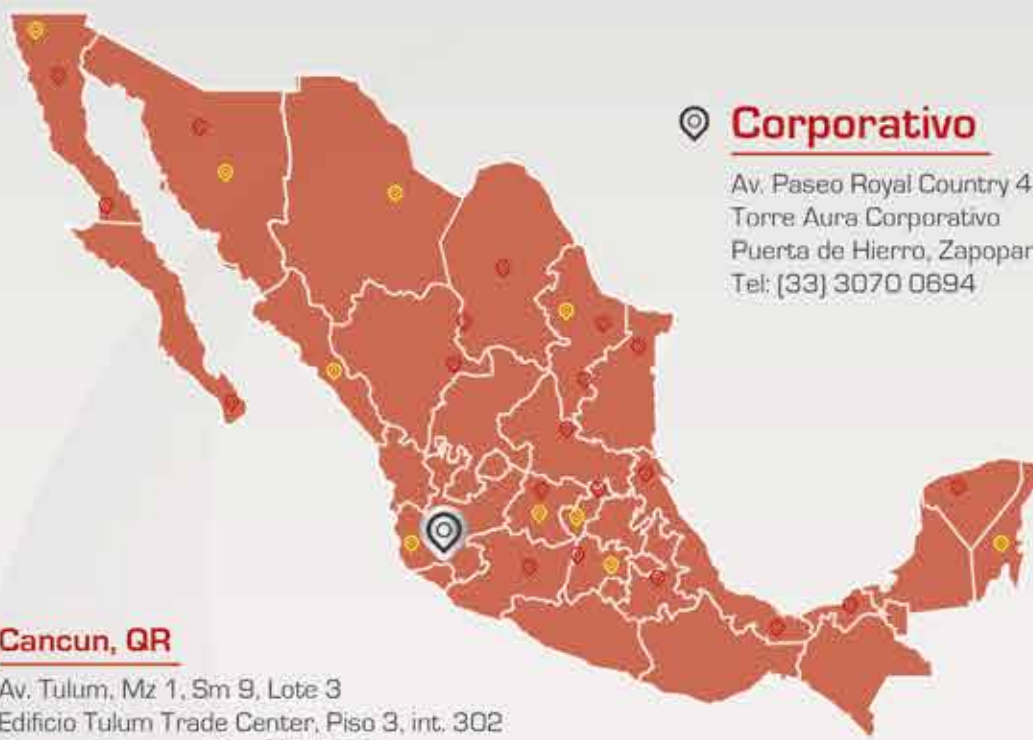 Corporativo
Av. Paseo Royal Country 4
Torre Aura Corporativo
Puerta de Hierro, Zapopan
Tel: (33) 3070 0694
Cancun, QR
Av. Tulum, Mz 1, Sm 9, Lote 3
Edificio Tulum Trade Center, Piso 3, int. 302